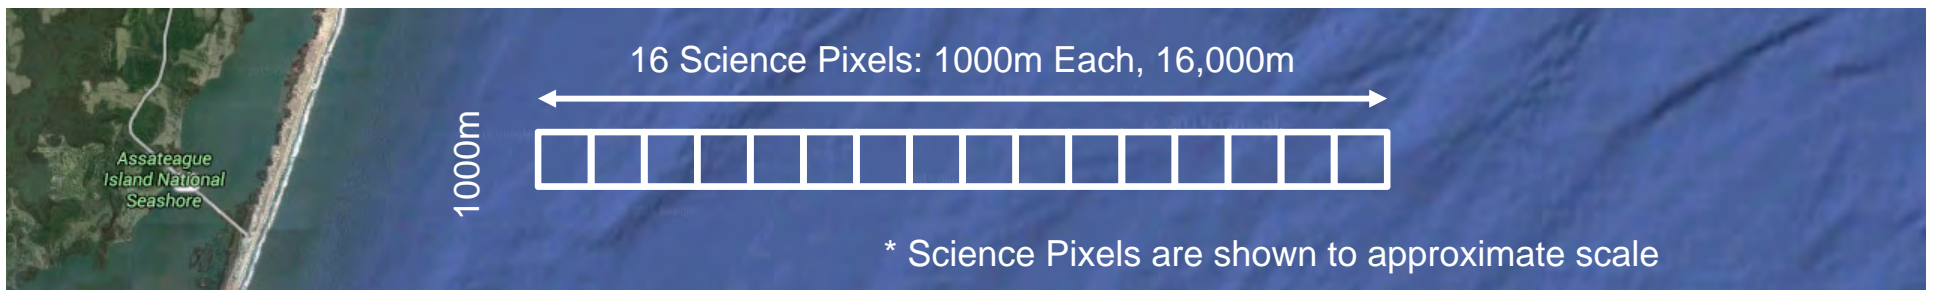 16 Science Pixels: 1000m Each, 16,000m
1000m
Assateague
Island National
Seashore
* Science Pixels are shown to approximate scale